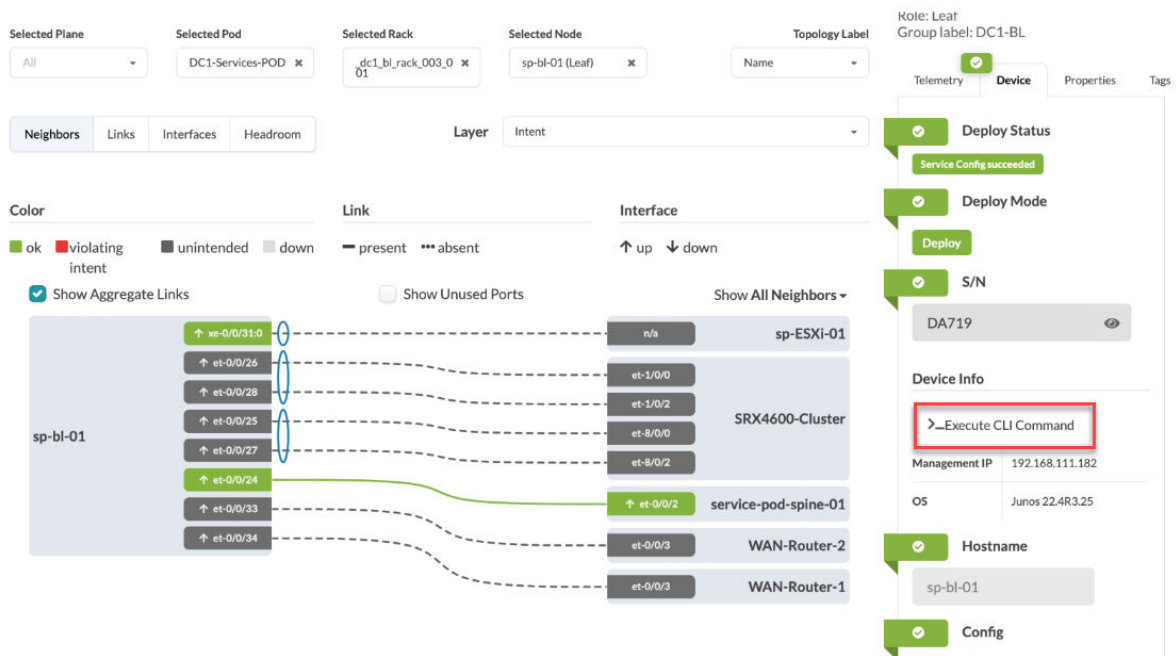 Selected Plane
All
Selected Pod
DC1-Services-POD ×
Selected Rack
_dc1_bl_rack_003_0
01 ×
Selected Node
sp-bl-01 (Leaf) ×
Topology Label
Name
Neighbors
Links
Interfaces
Headroom
Layer
Intent
Color
ok
violating
intent
unintended
down
Link
present
absent
Interface
↑ up
↓ down
Show Aggregate Links
Show Unused Ports
Show All Neighbors
sp-bl-01
↑ xe-0/0/31:0
↑ et-0/0/26
↑ et-0/0/28
↑ et-0/0/25
↑ et-0/0/27
↑ et-0/0/24
↑ et-0/0/33
↑ et-0/0/34
n/a
sp-ESXi-01
et-1/0/0
et-1/0/2
et-8/0/0
et-8/0/2
SRX4600-Cluster
↑ et-0/0/2
service-pod-spine-01
et-0/0/3
WAN-Router-2
et-0/0/3
WAN-Router-1
Role: Leaf
Group label: DC1-BL
Telemetry
Device
Properties
Tags
Deploy Status
Service Config succeeded
Deploy Mode
Deploy
S/N
DA719
Device Info
>_Execute CLI Command
Management IP
192.168.111.182
OS
Junos 22.4R3.25
Hostname
sp-bl-01
Config